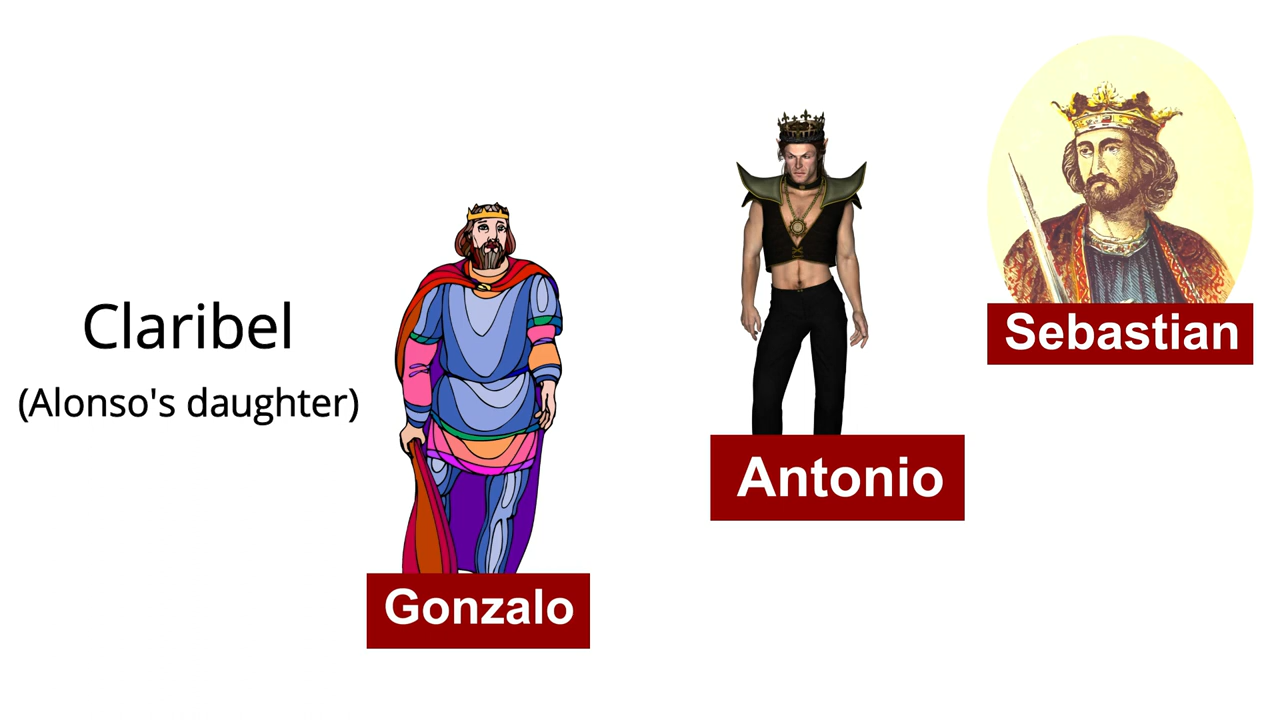 Claribel
(Alonso's daughter)
Gonzalo
Antonio
Sebastian